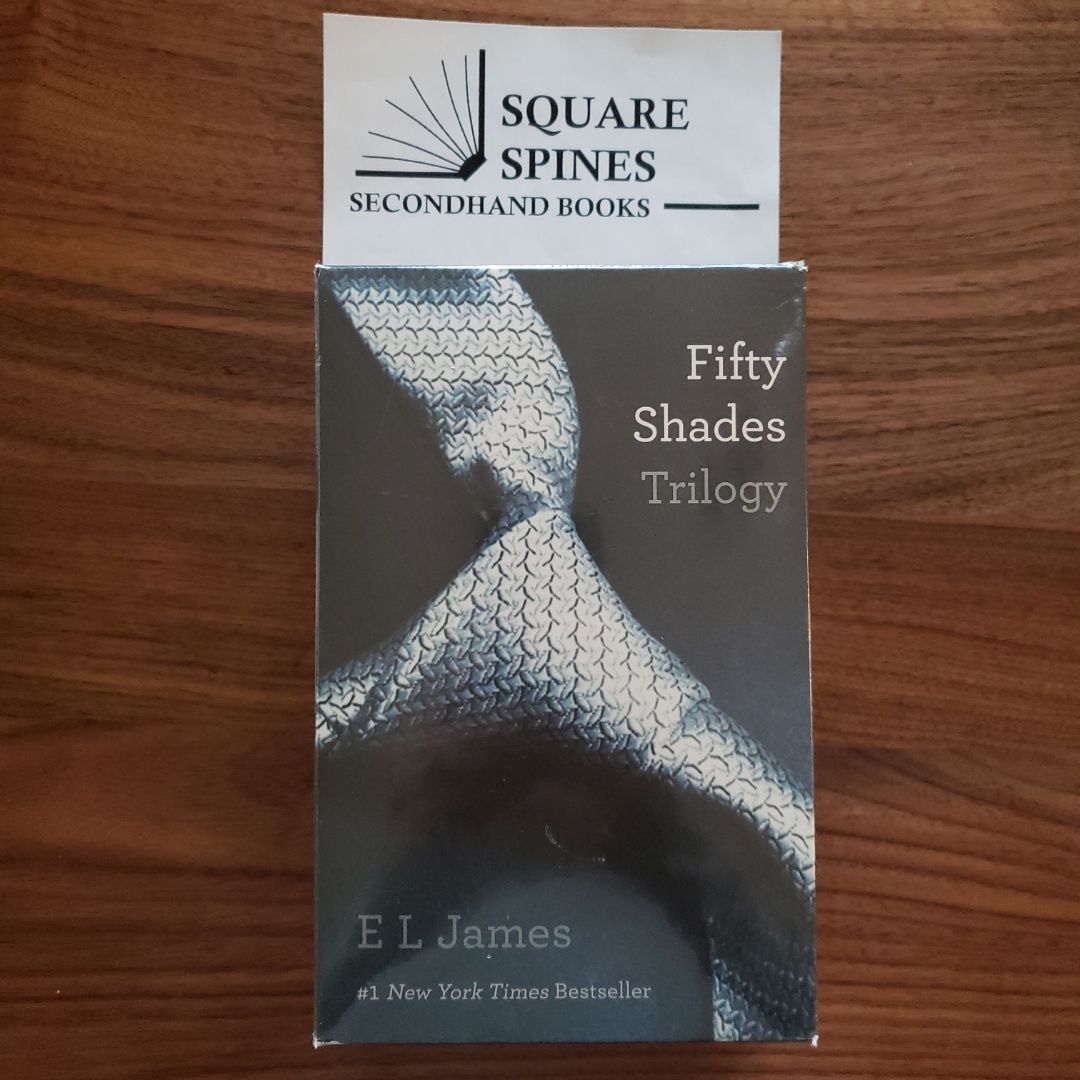 SQUARE
SPINES
SECONDHAND BOOKS
Fifty
Shades
Trilogy
E L James
#1 New York Times Bestseller